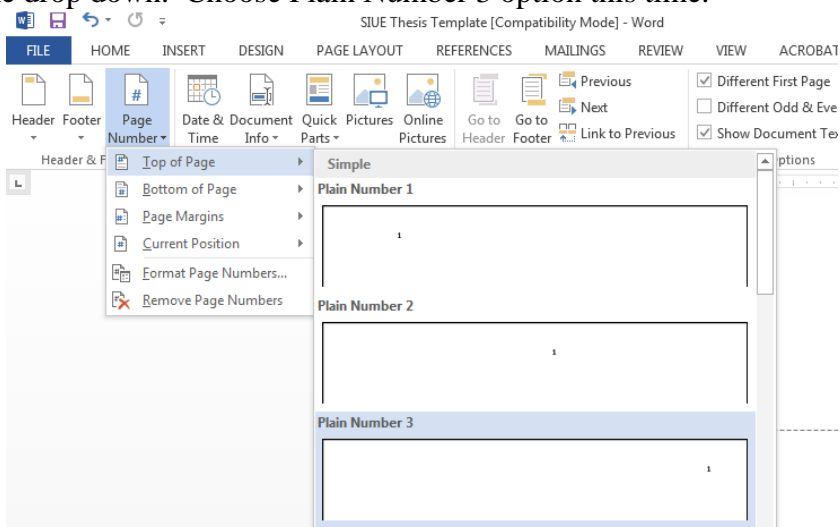 e drop down. Choose Plain Number 3 option this time.
SIUE Thesis Template [Compatibility Mode] - Word
FILE HOME INSERT DESIGN PAGE LAYOUT REFERENCES MAILINGS REVIEW VIEW ACROBAT
Header Footer Page Number Date & Time Document Info Quick Parts Pictures Online Pictures Go to Header Go to Footer
Previous
Next
Link to Previous
Different First Page
Different Odd & Eve
Show Document Tex
Header & F
ptions
Top of Page
Bottom of Page
Page Margins
Current Position
Format Page Numbers...
Remove Page Numbers
Simple
Plain Number 1
1
Plain Number 2
1
Plain Number 3
1